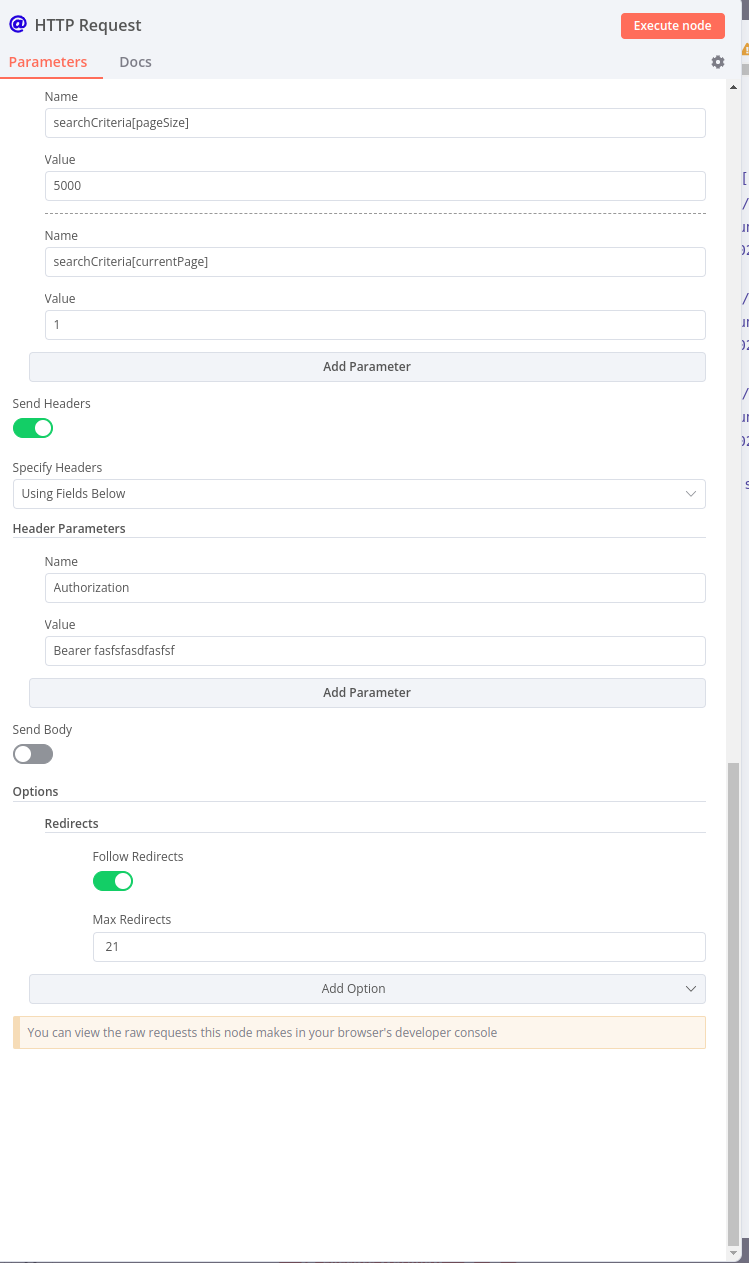 @ HTTP Request
Execute node
Parameters
Docs
Name
searchCriteria[pageSize]
Value
5000
Name
searchCriteria[currentPage]
Value
1
Add Parameter
Send Headers
Specify Headers
Using Fields Below
Header Parameters
Name
Authorization
Value
Bearer fasfsfasdfasfsf
Add Parameter
Send Body
Options
Redirects
Follow Redirects
Max Redirects
21
Add Option
You can view the raw requests this node makes in your browser's developer console